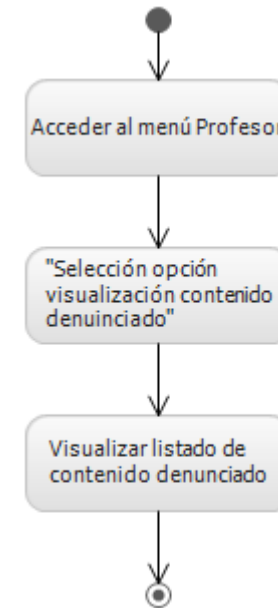 Acceder al menú Profesor
"Selección opción
visualización contenido
denuinciado"
Visualizar listado de
contenido denunciado